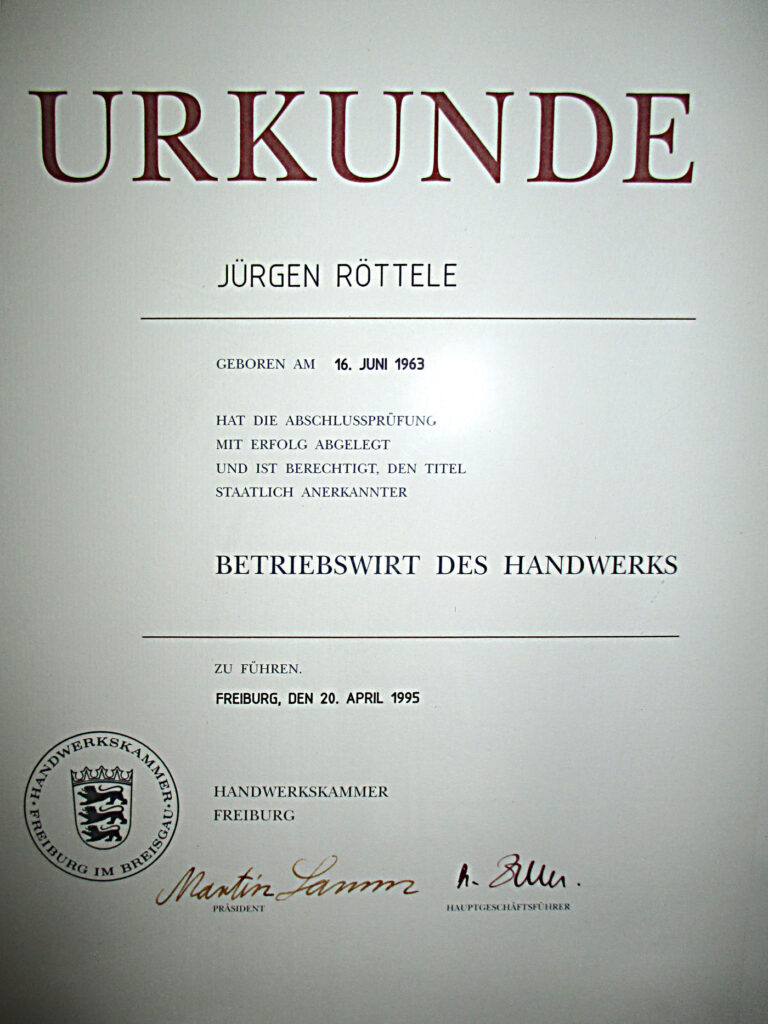 URKUNDE
JÜRGEN RÖTTELE
GEBOREN AM 16. JUNI 1963
HAT DIE ABSCHLUSSPRÜFUNG
MIT ERFOLG ABGELEGT
UND IST BERECHTIGT, DEN TITEL
STAATLICH ANERKANNTER
BETRIEBSWIRT DES HANDWERKS
ZU FÜHREN.
FREIBURG, DEN 20. APRIL 1995
HANDWERKSKAMMER
FREIBURG IM BREISGAU
HANDWERKSKAMMER
FREIBURG
Martin Lamm
PRÄSIDENT
HAUPTGESCHÄFTSFÜHRER